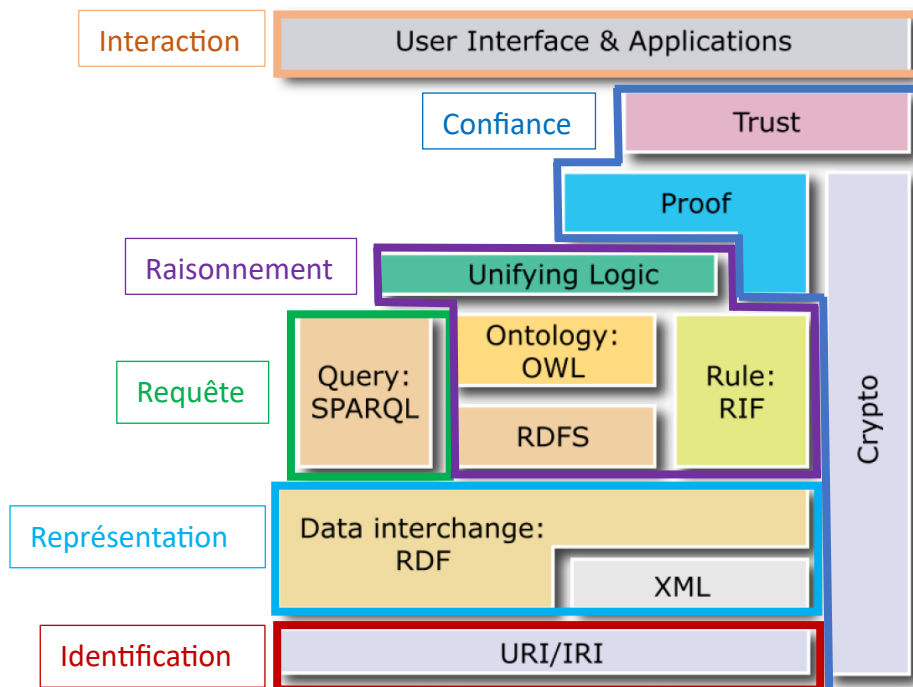 Interaction
User Interface & Applications
Confiance
Trust
Proof
Raisonnement
Unifying Logic
Requête
Query:
SPARQL
Ontology:
OWL
RDFS
Rule:
RIF
Crypto
Représentation
Data interchange:
RDF
XML
Identification
URI/IRI